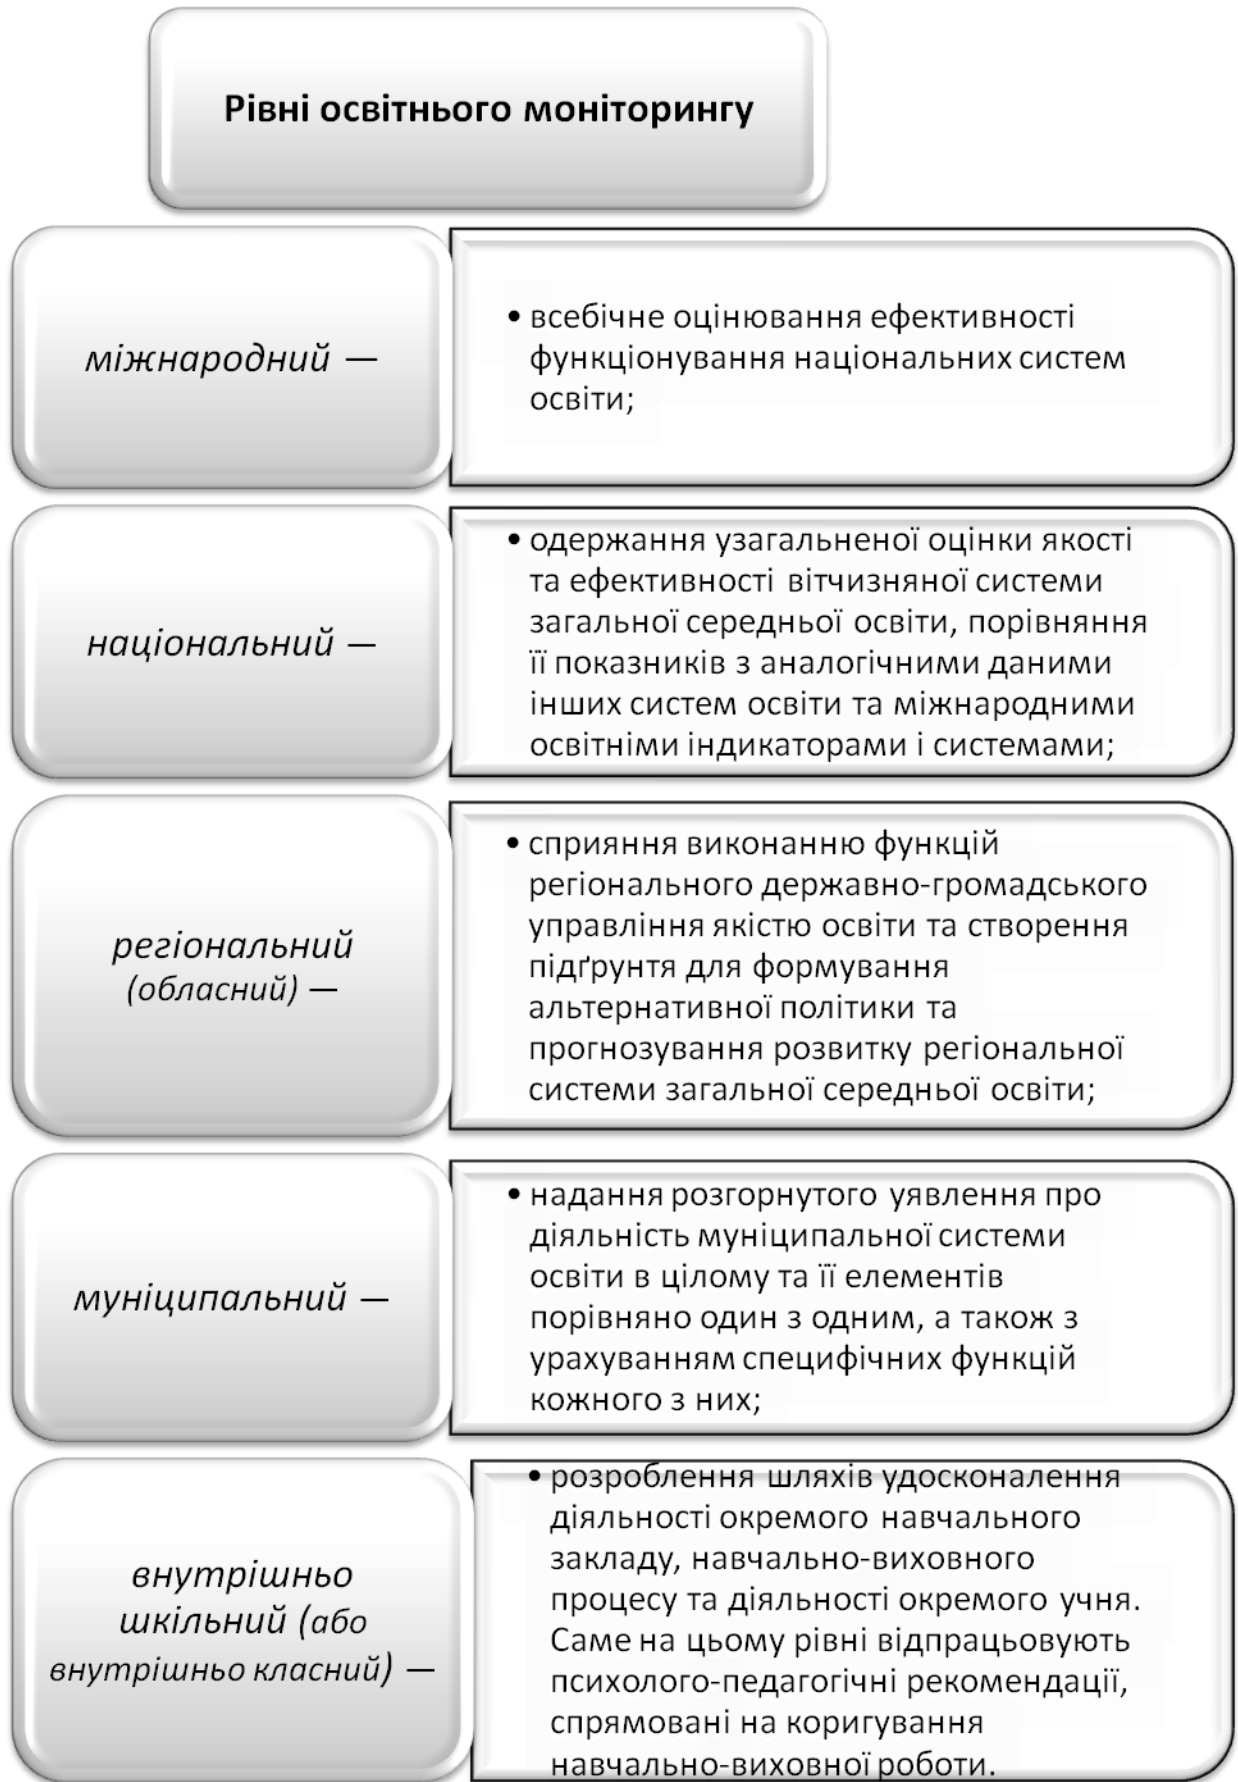 Рівні освітнього моніторингу
міжнародний —
• всебічне оцінювання ефективності
функціонування національних систем
освіти;
національний —
• одержання узагальненої оцінки якості
та ефективності вітчизняної системи
загальної середньої освіти, порівняння
її показників з аналогічними даними
інших систем освіти та міжнародними
освітніми індикаторами і системами;
регіональний
(обласний) —
• сприяння виконанню функцій
регіонального державно-громадського
управління якістю освіти та створення
підґрунтя для формування
альтернативної політики та
прогнозування розвитку регіональної
системи загальної середньої освіти;
муніципальний —
• надання розгорнутого уявлення про
діяльність муніципальної системи
освіти в цілому та її елементів
порівняно один з одним, а також з
урахуванням специфічних функцій
кожного з них;
внутрішньо
шкільний (або
внутрішньо класний) —
• розроблення шляхів удосконалення
діяльності окремого навчального
закладу, навчально-виховного
процесу та діяльності окремого учня.
Саме на цьому рівні відпрацьовують
психолого-педагогічні рекомендації,
спрямовані на коригування
навчально-виховної роботи.